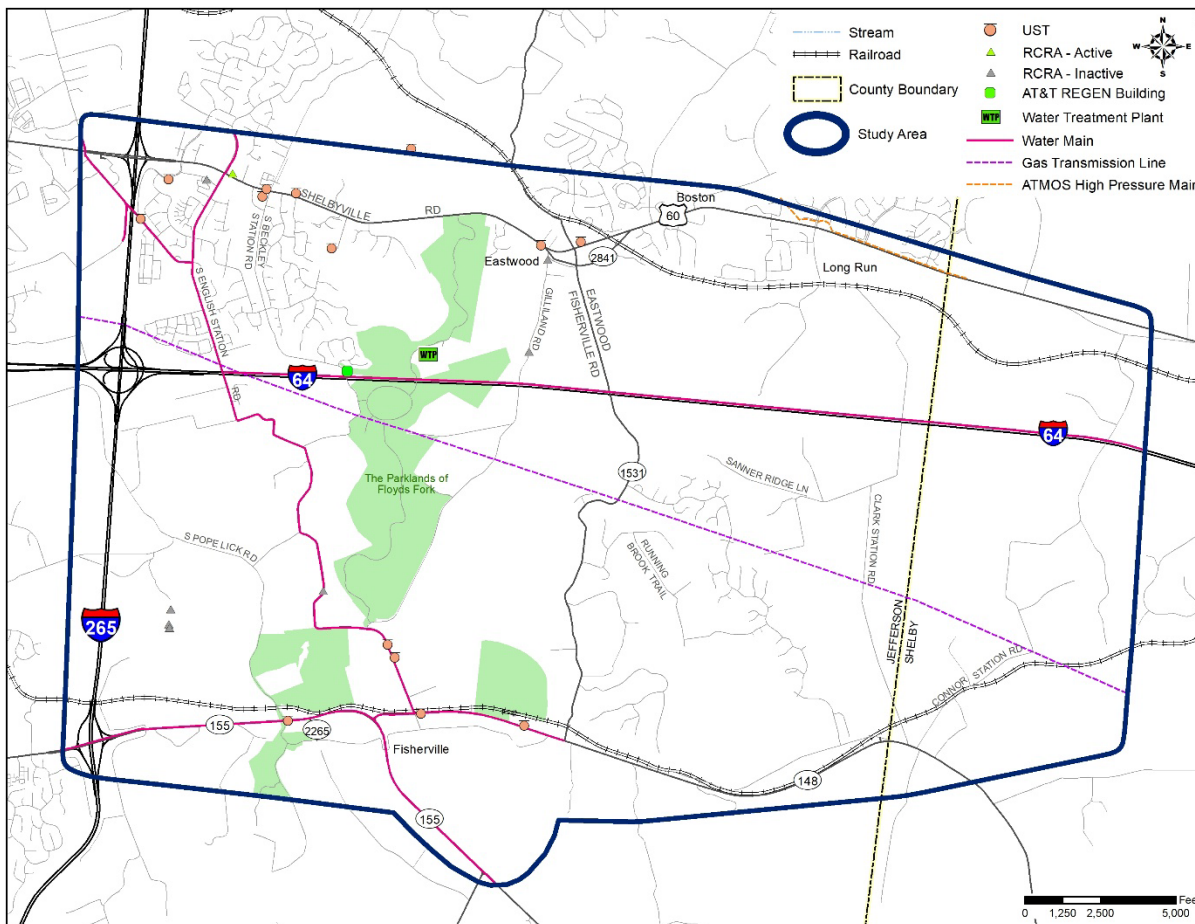 Stream
Railroad
County Boundary
Study Area
UST
RCRA - Active
RCRA - Inactive
AT&T REGEN Building
WTP
Water Treatment Plant
Water Main
Gas Transmission Line
ATMOS High Pressure Main
N
W
E
S
SHELBYVILLE
RD
S BECKLEY
STATION RD
Boston
60
Eastwood
2841
Long Run
S ENGLISH STATION
RD
GILLILAND RD
EASTWOOD
FISHERVILLE RD
WTP
64
64
The Parklands of
Floyds Fork
1531
SANNER RIDGE LN
CLARK STATION RD
S POPE LICK RD
RUNNING
BROOK TRAIL
265
JEFFERSON
SHELBY
CONNOR STATION RD
155
2265
Fisherville
148
155
Fee
0 1,250 2,500 5,000